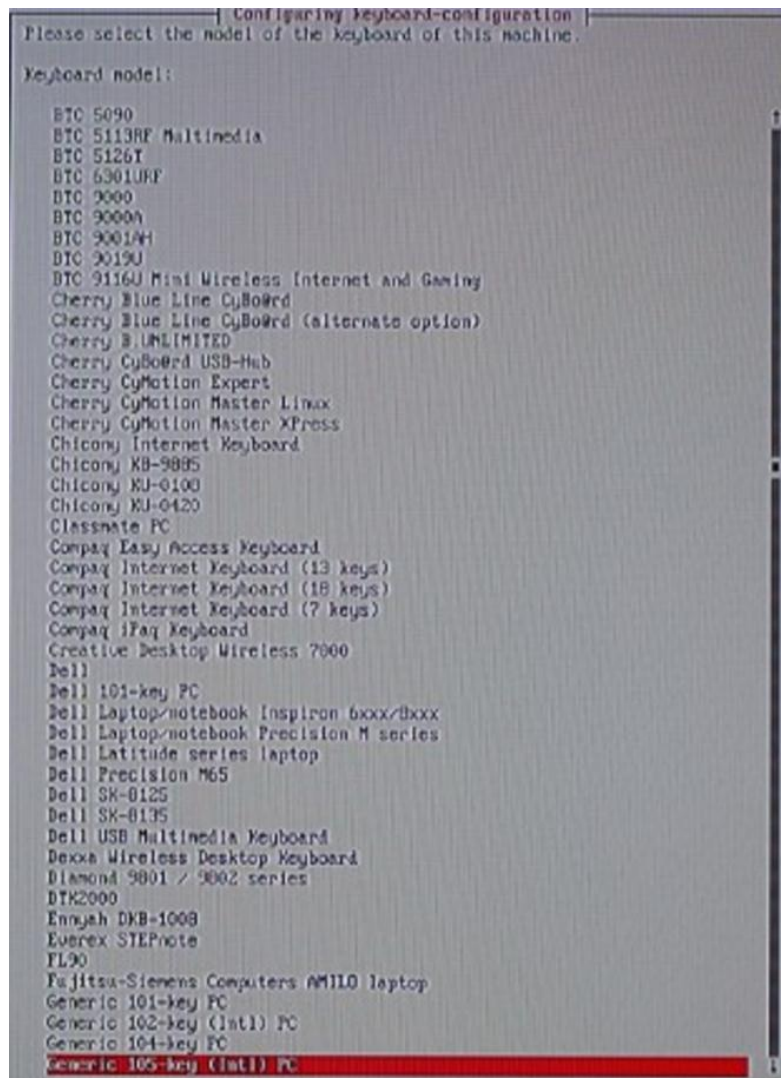 Configuring keyboard-configuration
Please select the model of the keyboard of this machine.
Keyboard model:
BTC 5090
BTC 5113RF Multimedia
BTC 5126T
BTC 6301URF
BTC 9000
BTC 9000A
BTC 9001AH
BTC 9019U
BTC 9116U Mini Wireless Internet and Gaming
Cherry Blue Line CyBo@rd
Cherry Blue Line CyBo@rd (alternate option)
Cherry B.UNLIMITED
Cherry CyBo@rd USB-Hub
Cherry CyMotion Expert
Cherry CyMotion Master Linux
Cherry CyMotion Master XPress
Chicony Internet Keyboard
Chicony KB-9885
Chicony KU-0108
Chicony KU-0420
Classmate PC
Compaq Easy Access Keyboard
Compaq Internet Keyboard (13 keys)
Compaq Internet Keyboard (18 keys)
Compaq Internet Keyboard (7 keys)
Compaq iPaq Keyboard
Creative Desktop Wireless 7000
Dell
Dell 101-key PC
Dell Laptop/notebook Inspiron 6xxx/8xxx
Dell Laptop/notebook Precision M series
Dell Latitude series laptop
Dell Precision M65
Dell SK-8125
Dell SK-8135
Dell USB Multimedia Keyboard
Dexxa Wireless Desktop Keyboard
Diamond 9801 / 9802 series
DTK2000
Ennyah DKB-1008
Everex STEPnote
FL90
Fujitsu-Siemens Computers AMILO laptop
Generic 101-key PC
Generic 102-key (Intl) PC
Generic 104-key PC
Generic 105-key (Intl) PC